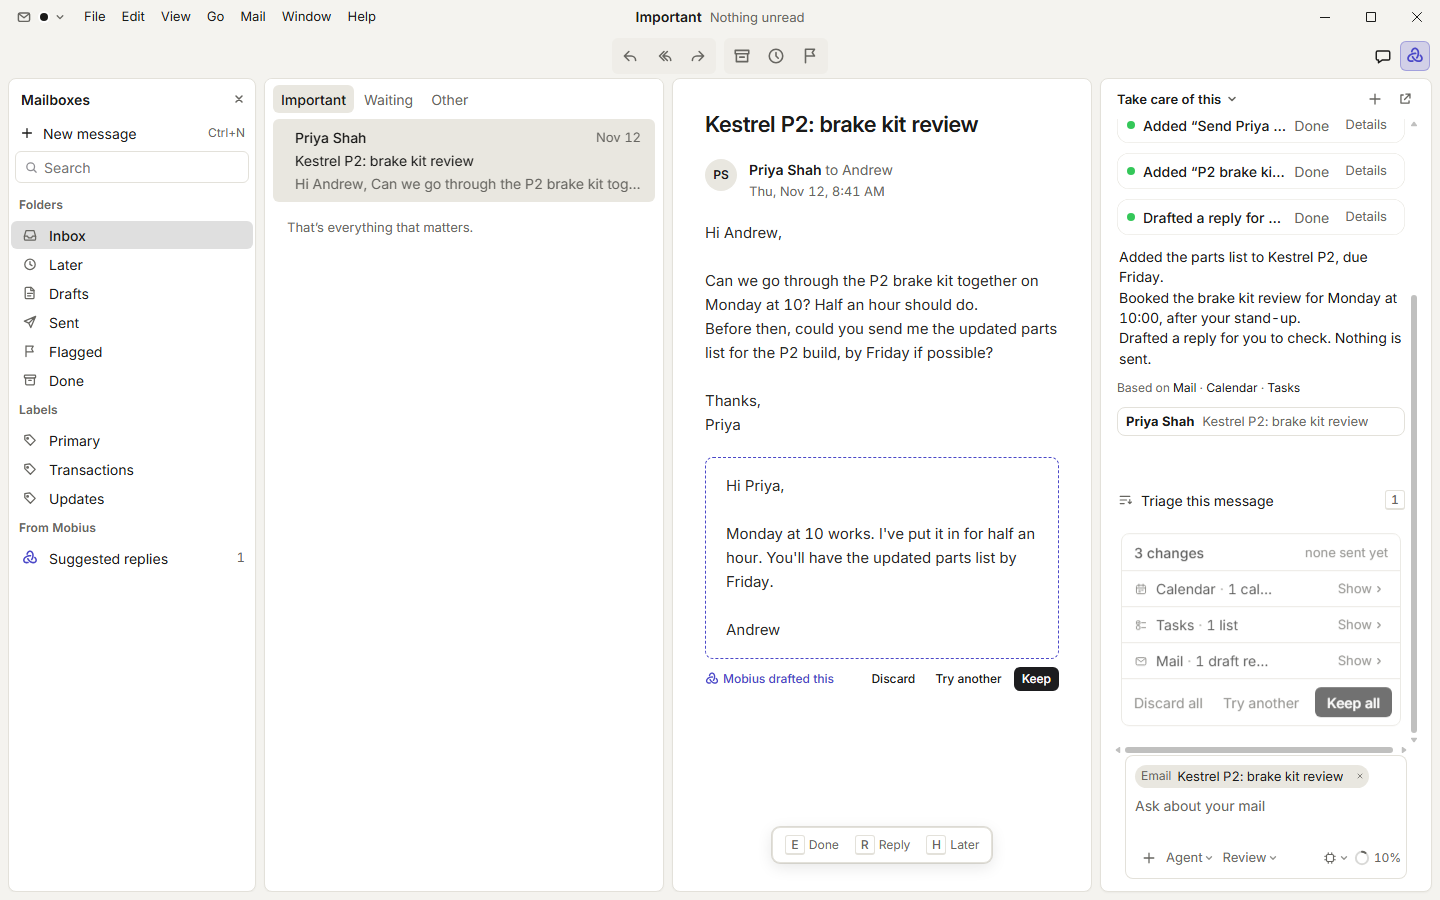 File Edit View Go Mail Window Help
Important Nothing unread
Mailboxes
New message Ctrl+N
Search
Folders
Inbox
Later
Drafts
Sent
Flagged
Done
Labels
Primary
Transactions
Updates
From Mobius
Suggested replies 1
Important Waiting Other
Priya Shah Nov 12
Kestrel P2: brake kit review
Hi Andrew, Can we go through the P2 brake kit tog...
That's everything that matters.
Kestrel P2: brake kit review
PS
Priya Shah to Andrew
Thu, Nov 12, 8:41 AM
Hi Andrew,
Can we go through the P2 brake kit together on
Monday at 10? Half an hour should do.
Before then, could you send me the updated parts
list for the P2 build, by Friday if possible?
Thanks,
Priya
Hi Priya,
Monday at 10 works. I've put it in for half an
hour. You'll have the updated parts list by
Friday.
Andrew
Mobius drafted this Discard Try another Keep
E Done R Reply H Later
Take care of this
Added “Send Priya ... Done Details
Added “P2 brake ki... Done Details
Drafted a reply for ... Done Details
Added the parts list to Kestrel P2, due
Friday.
Booked the brake kit review for Monday at
10:00, after your stand-up.
Drafted a reply for you to check. Nothing is
sent.
Based on Mail · Calendar · Tasks
Priya Shah Kestrel P2: brake kit review
Triage this message 1
3 changes none sent yet
Calendar · 1 cal... Show
Tasks · 1 list Show
Mail · 1 draft re... Show
Discard all Try another Keep all
Email Kestrel P2: brake kit review
Ask about your mail
Agent Review 10%